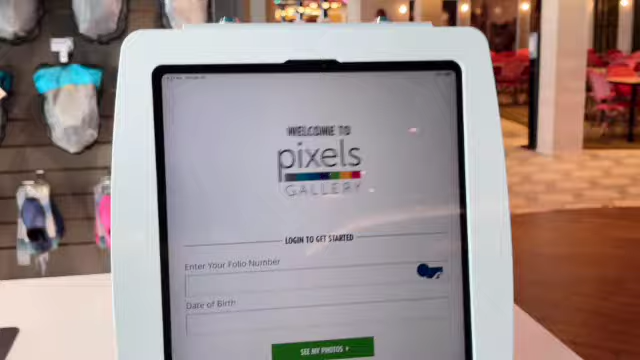 WELCOME TO
pixels
GALLERY
LOGIN TO GET STARTED
Enter Your Folio Number
Date of Birth
SEE MY PHOTOS